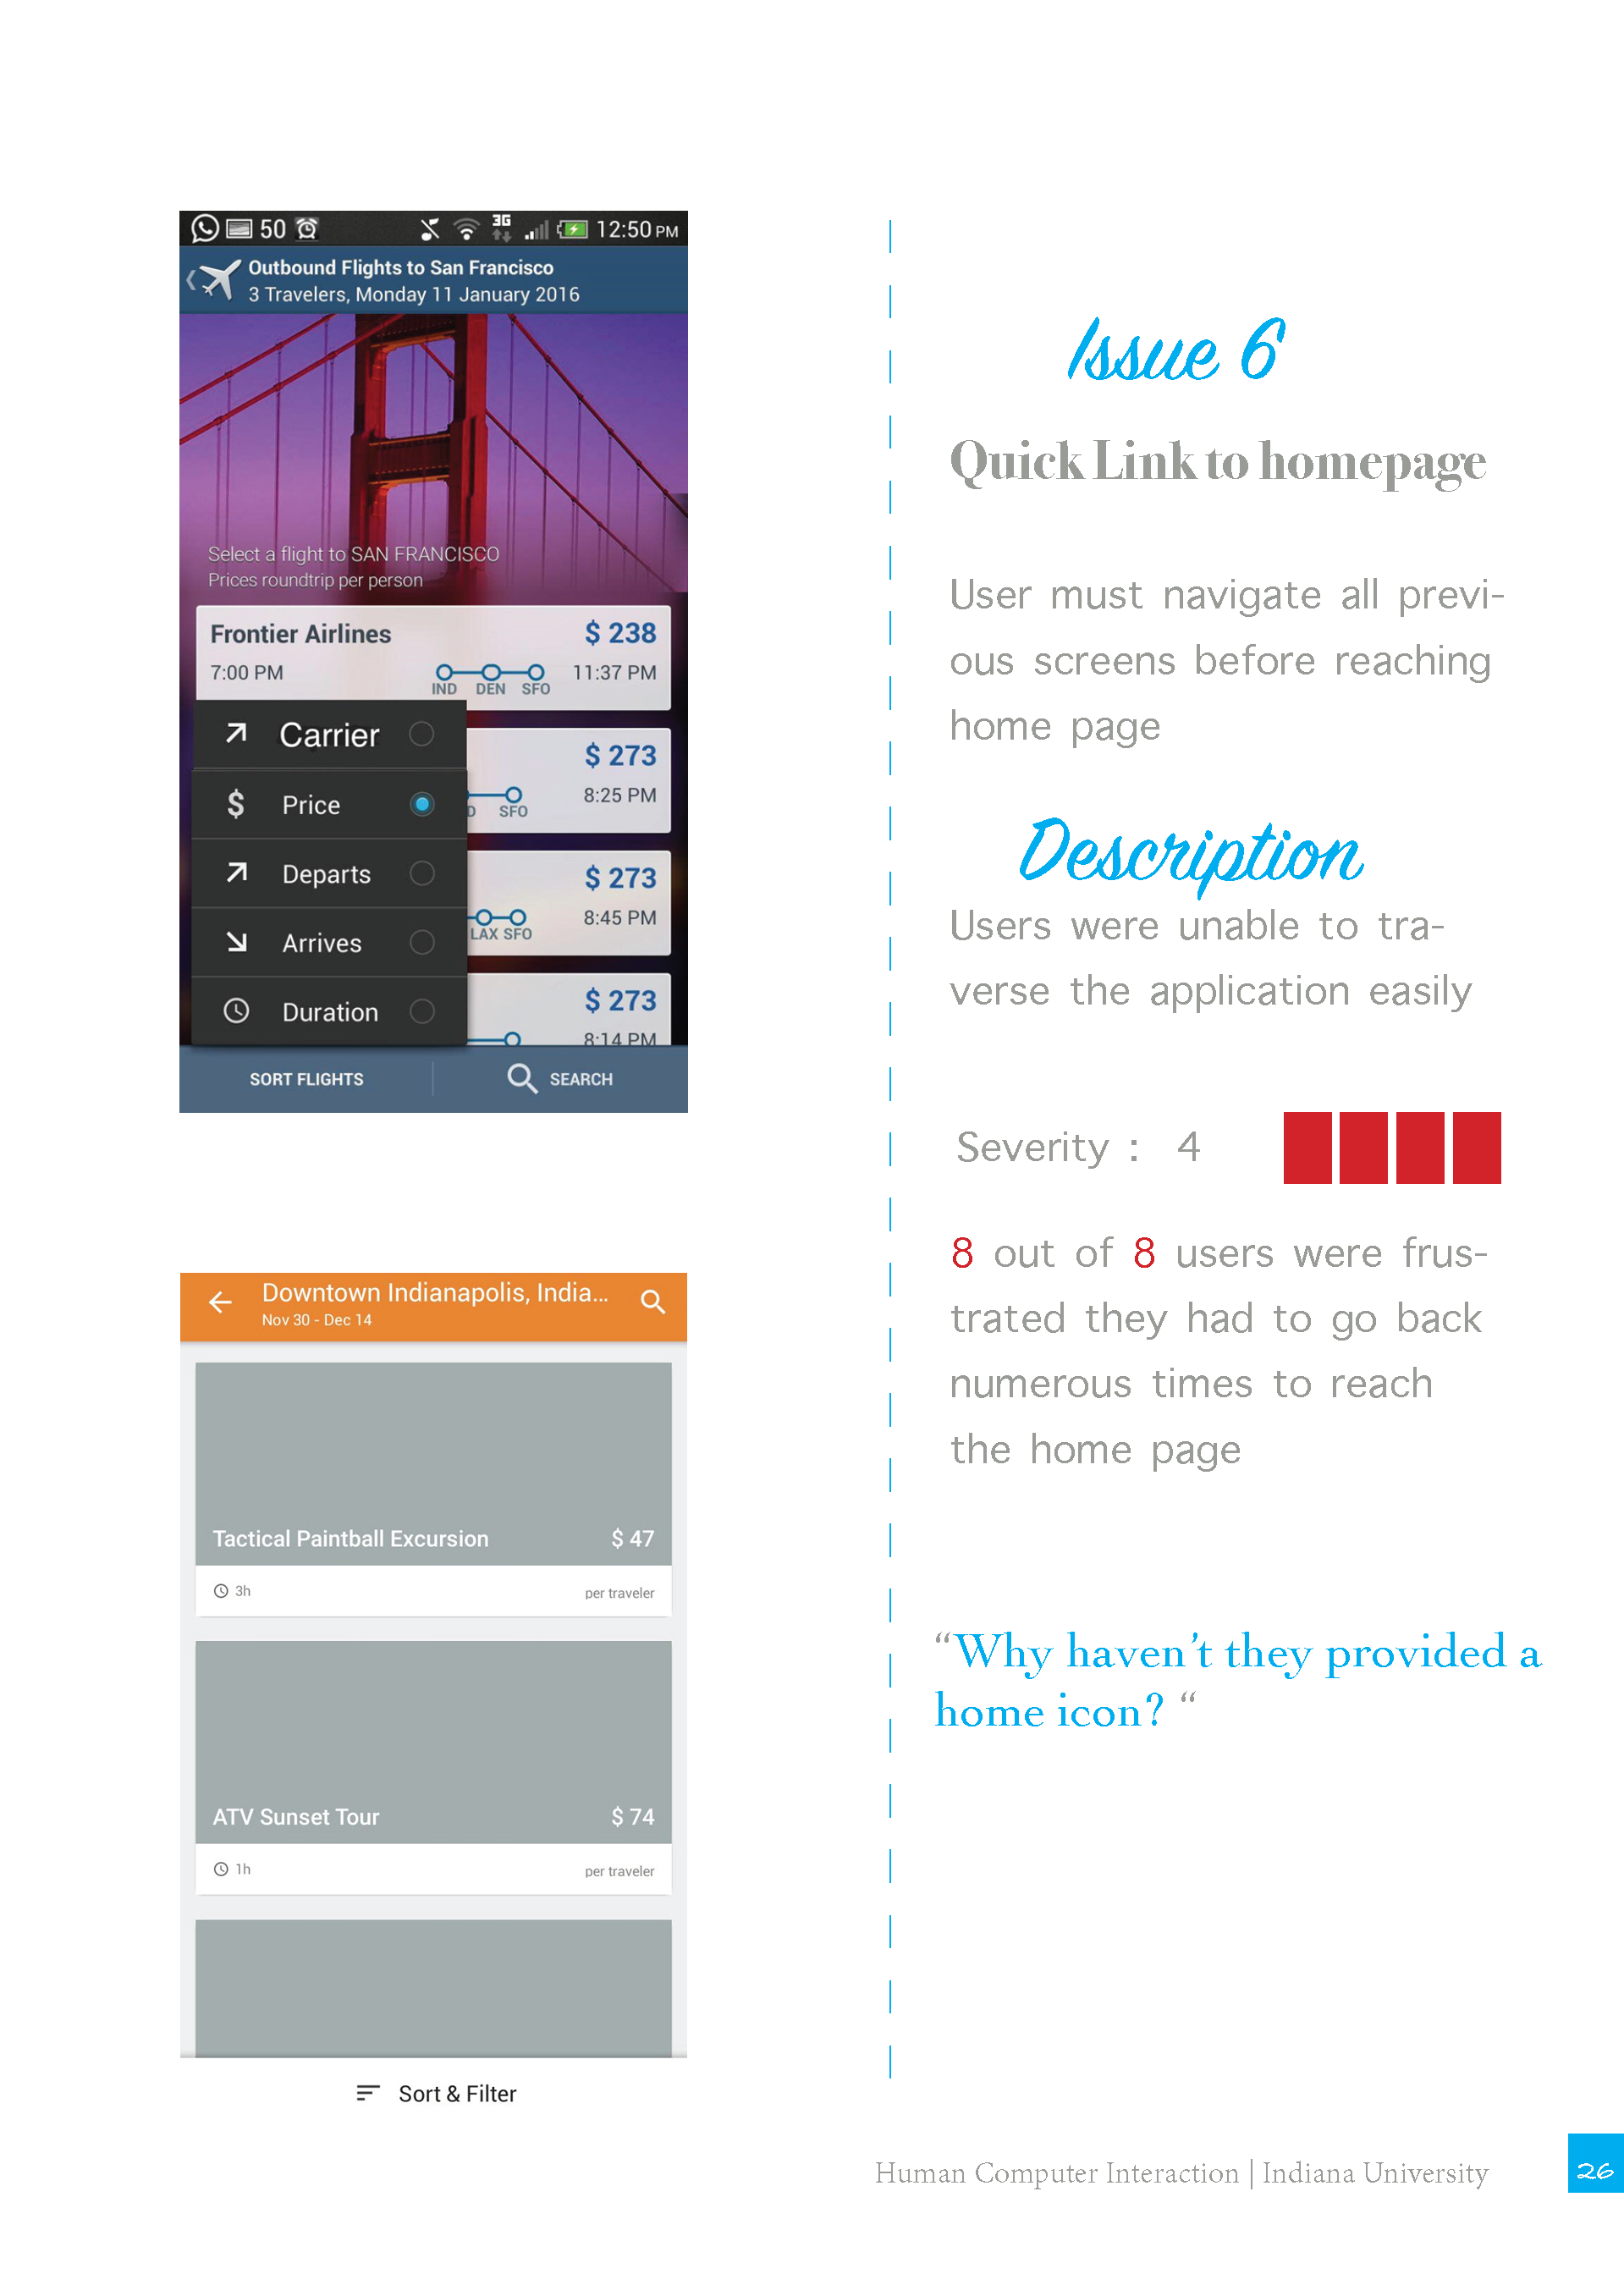 50
3G
12:50 PM
Outbound Flights to San Francisco
3 Travelers, Monday 11 January 2016
Select a flight to SAN FRANCISCO
Prices roundtrip per person
Frontier Airlines $ 238
7:00 PM 11:37 PM
IND DEN SFO
Carrier
$ 273
$ Price
8:25 PM
D SFO
Departs
$ 273
8:45 PM
LAX SFO
Arrives
$ 273
Duration
8:14 PM
SORT FLIGHTS SEARCH
Downtown Indianapolis, India...
Nov 30 - Dec 14
Tactical Paintball Excursion $ 47
3h per traveler
ATV Sunset Tour $ 74
1h per traveler
Sort & Filter
Issue 6
Quick Link to homepage
User must navigate all previ-
ous screens before reaching
home page
Description
Users were unable to tra-
verse the application easily
Severity : 4
8 out of 8 users were frus-
trated they had to go back
numerous times to reach
the home page
“Why haven’t they provided a
home icon? “
Human Computer Interaction | Indiana University
26